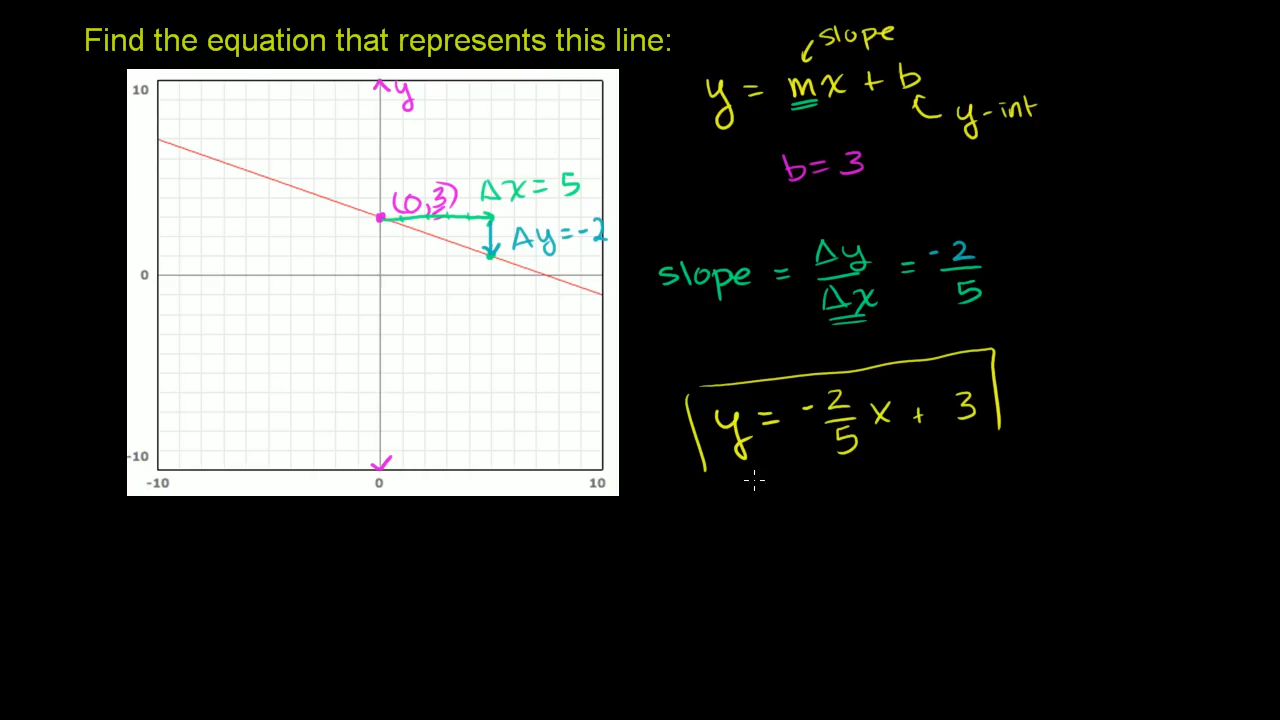 Find the equation that represents this line:
slope
y = mx + b
y-int
b = 3
10
y
(0,3)
Δx = 5
Δy = -2
0
-10
-10 0 10
slope = Δy/Δx = -2/5
y = -2/5 x + 3